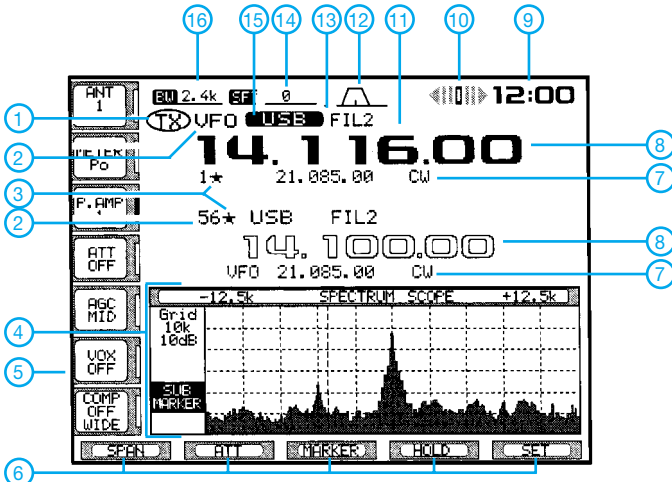 16 15 14 13 12 11 10 9
ANT
1
BW 2.4k SFT 0 12:00
1
TX VFO USB FIL2
2
METER
Po
14.116.00
8
1★ 21.085.00 CW
7
3
P.AMP
2
56★ USB FIL2
14.100.00
8
ATT
OFF
VFO 21.085.00 CW
7
AGC
MID
-12.5k SPECTRUM SCOPE +12.5k
Grid
10k
10dB
4
VOX
OFF
5
SUB
MARKER
COMP
OFF
WIDE
6
SPAN ATT MARKER HOLD SET